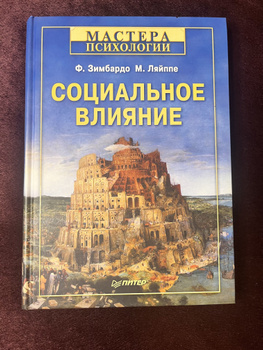 МАСТЕРА
ПСИХОЛОГИИ
Ф. Зимбардо М. Ляйппе
СОЦИАЛЬНОЕ
ВЛИЯНИЕ
ПИТЕР